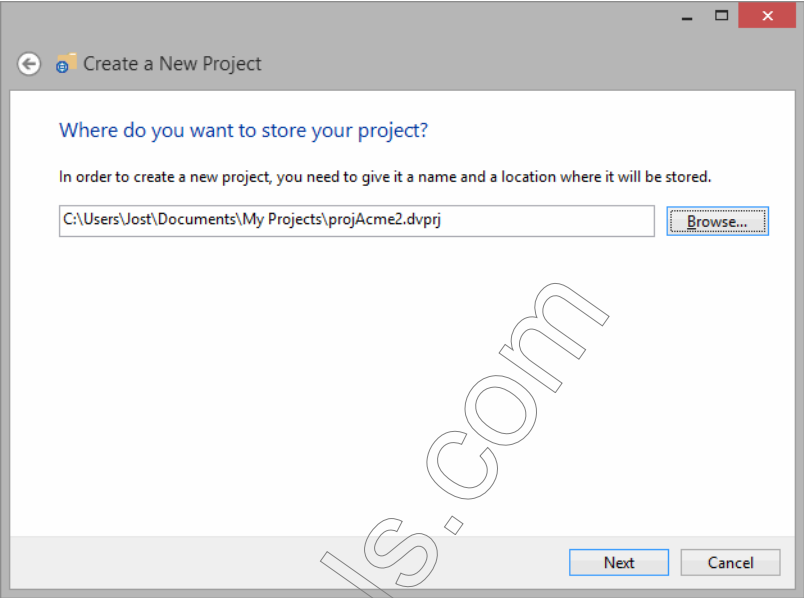 Create a New Project
Where do you want to store your project?
In order to create a new project, you need to give it a name and a location where it will be stored.
C:\Users\Jost\Documents\My Projects\projAcme2.dvprj
Browse...
ls.com
Next
Cancel